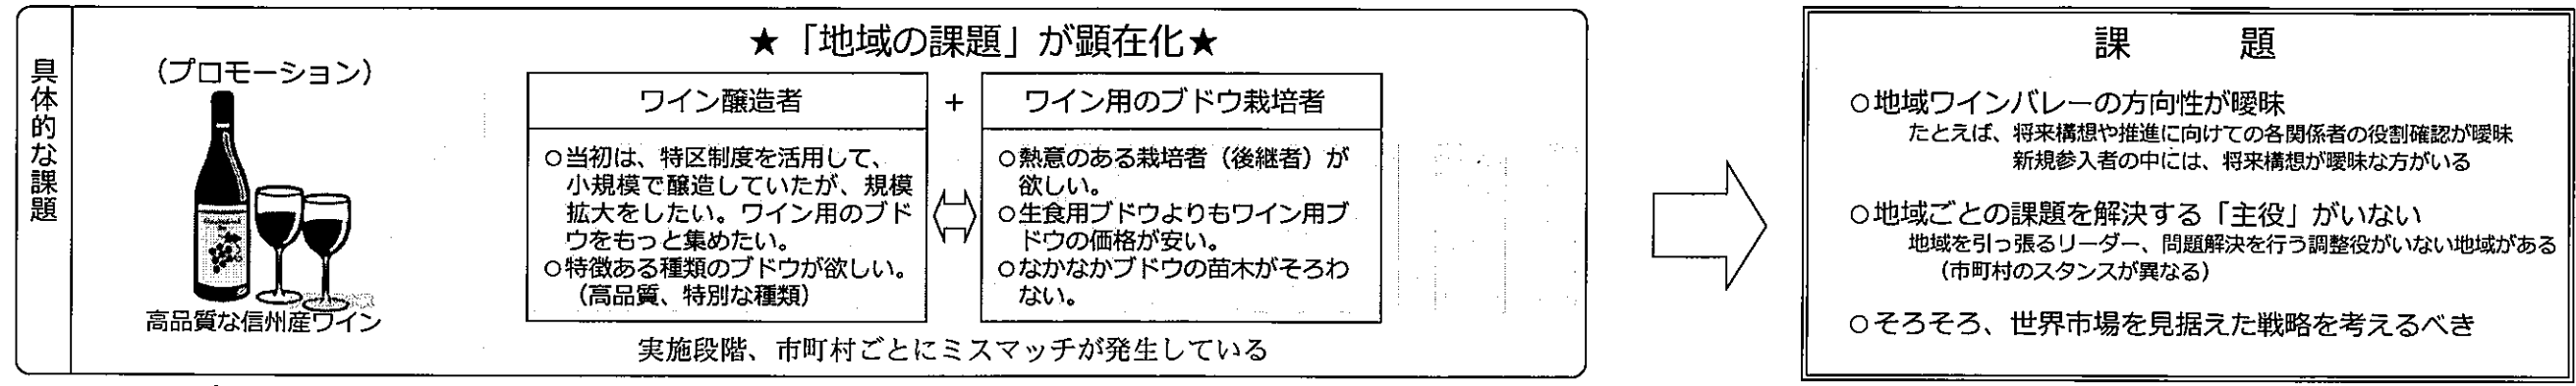 具体的な課題
(プロモーション)
高品質な信州産ワイン
★「地域の課題」が顕在化★
ワイン醸造者
○当初は、特区制度を活用して、
小規模で醸造していたが、規模
拡大をしたい。ワイン用のブド
ウをもっと集めたい。
○特徴ある種類のブドウが欲しい。
(高品質、特別な種類)
+
ワイン用のブドウ栽培者
○熱意のある栽培者(後継者)が
欲しい。
○生食用ブドウよりもワイン用ブ
ドウの価格が安い。
○なかなかブドウの苗木がそろわ
ない。
実施段階、市町村ごとにミスマッチが発生している
課 題
○地域ワインバレーの方向性が曖昧
たとえば、将来構想や推進に向けての各関係者の役割確認が曖昧
新規参入者の中には、将来構想が曖昧な方がいる
○地域ごとの課題を解決する「主役」がいない
地域を引っ張るリーダー、問題解決を行う調整役がいない地域がある
(市町村のスタンスが異なる)
○そろそろ、世界市場を見据えた戦略を考えるべき